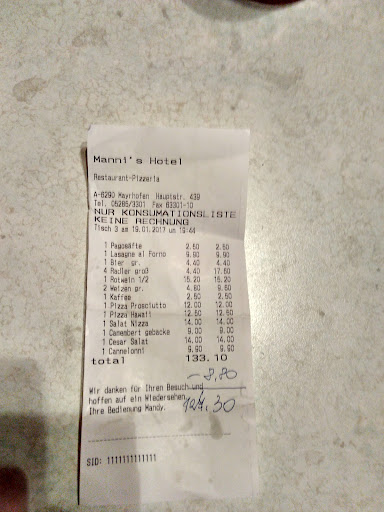 Manni's Hotel
Restaurant-Pizzeria
A-6290 Mayrhofen Hauptstr. 439
Tel. 05285/3301 Fax 63301-10
NUR KONSUMATIONSLISTE
KEINE RECHNUNG
Tisch 3 am 19.01.2017 um 19:44
1 Pagosäfte 2.50 2.50
1 Lasagne al Forno 9.90 9.90
1 Bier gr. 4.40 4.40
4 Radler groß 4.40 17.60
1 Rotwein 1/2 15.20 15.20
2 Weizen gr. 4.80 9.60
1 Kaffee 2.50 2.50
1 Pizza Prosciutto 12.00 12.00
1 Pizza Hawaii 12.50 12.50
1 Salat Nizza 14.00 14.00
1 Camembert gebacke 9.00 9.00
1 Cesar Salat 14.00 14.00
1 Cannelonni 9.90 9.90
total 133.10
- 8,80
Wir danken für Ihren Besuch und
hoffen auf ein Wiedersehen
Ihre Bedienung Mandy.
124.30
SID: 1111111111111